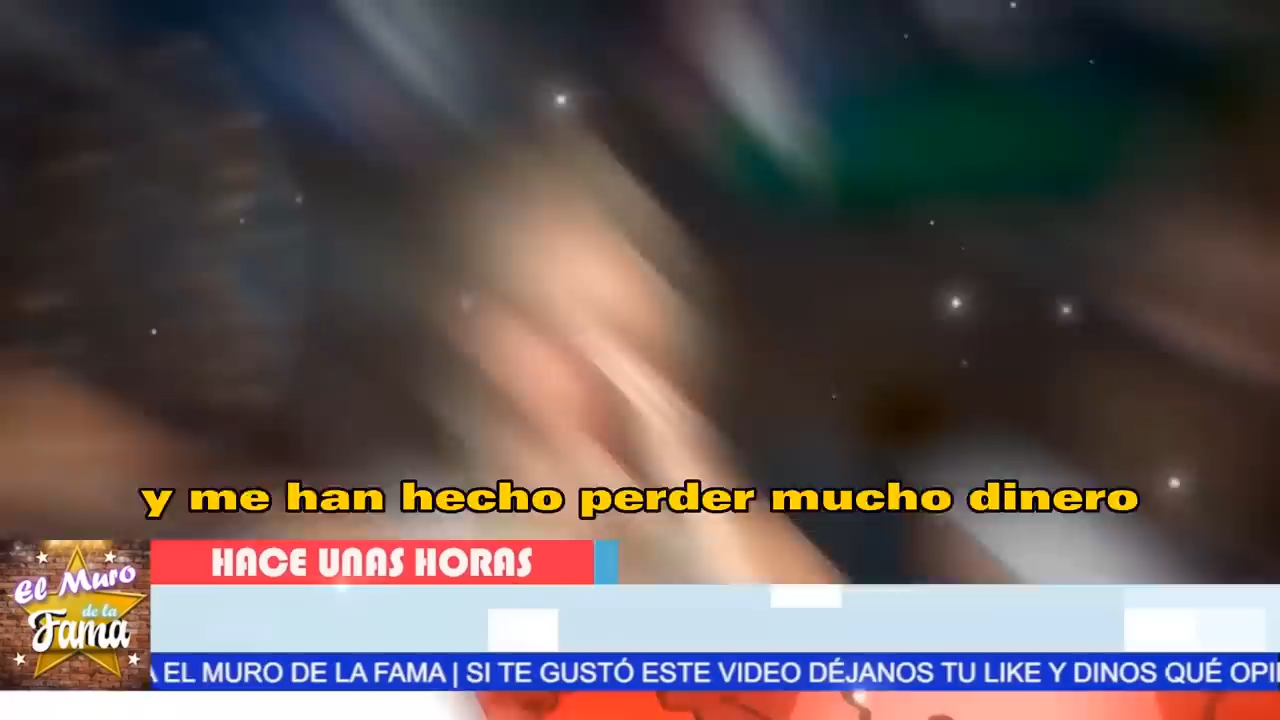 y me han hecho perder mucho dinero
HACE UNAS HORAS
El Muro
de la
Fama
EL MURO DE LA FAMA | SI TE GUSTÓ ESTE VIDEO DÉJANOS TU LIKE Y DINOS QUÉ OPI